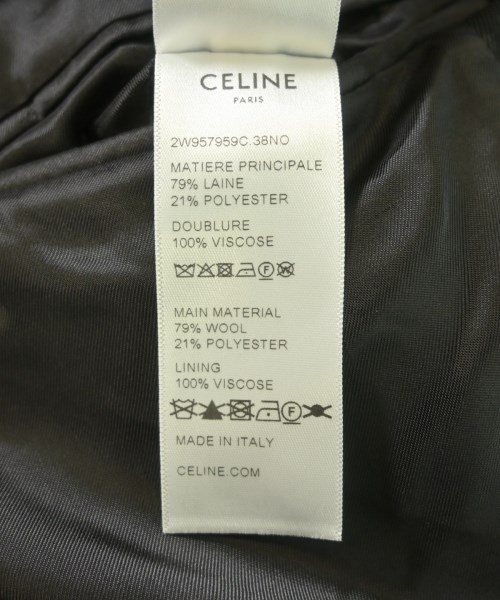 CELINE
PARIS
2W957959C.38NO
MATIERE PRINCIPALE
79% LAINE
21% POLYESTER
DOUBLURE
100% VISCOSE
MAIN MATERIAL
79% WOOL
21% POLYESTER
LINING
100% VISCOSE
MADE IN ITALY
CELINE.COM